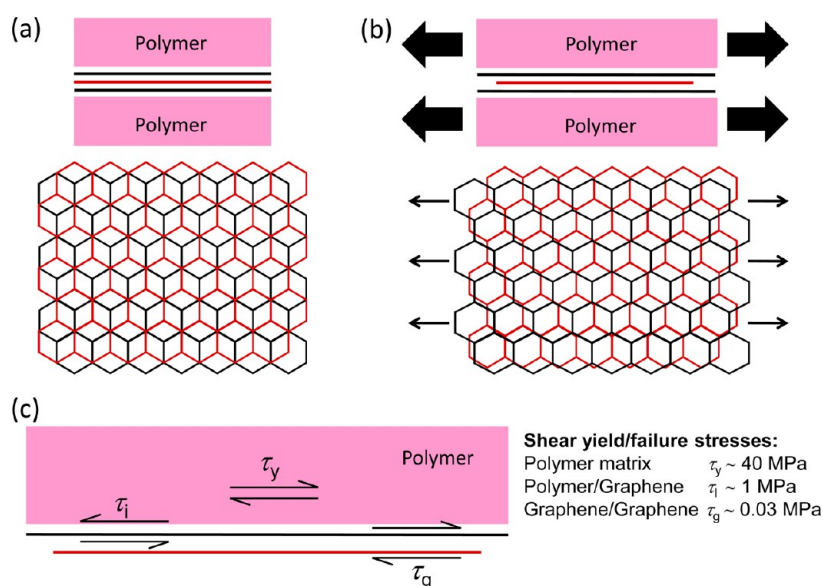 (a)
Polymer
Polymer
(b)
Polymer
Polymer
(c)
Polymer
τy
τi
τg
Shear yield/failure stresses:
Polymer matrix τy ~ 40 MPa
Polymer/Graphene τi ~ 1 MPa
Graphene/Graphene τg ~ 0.03 MPa